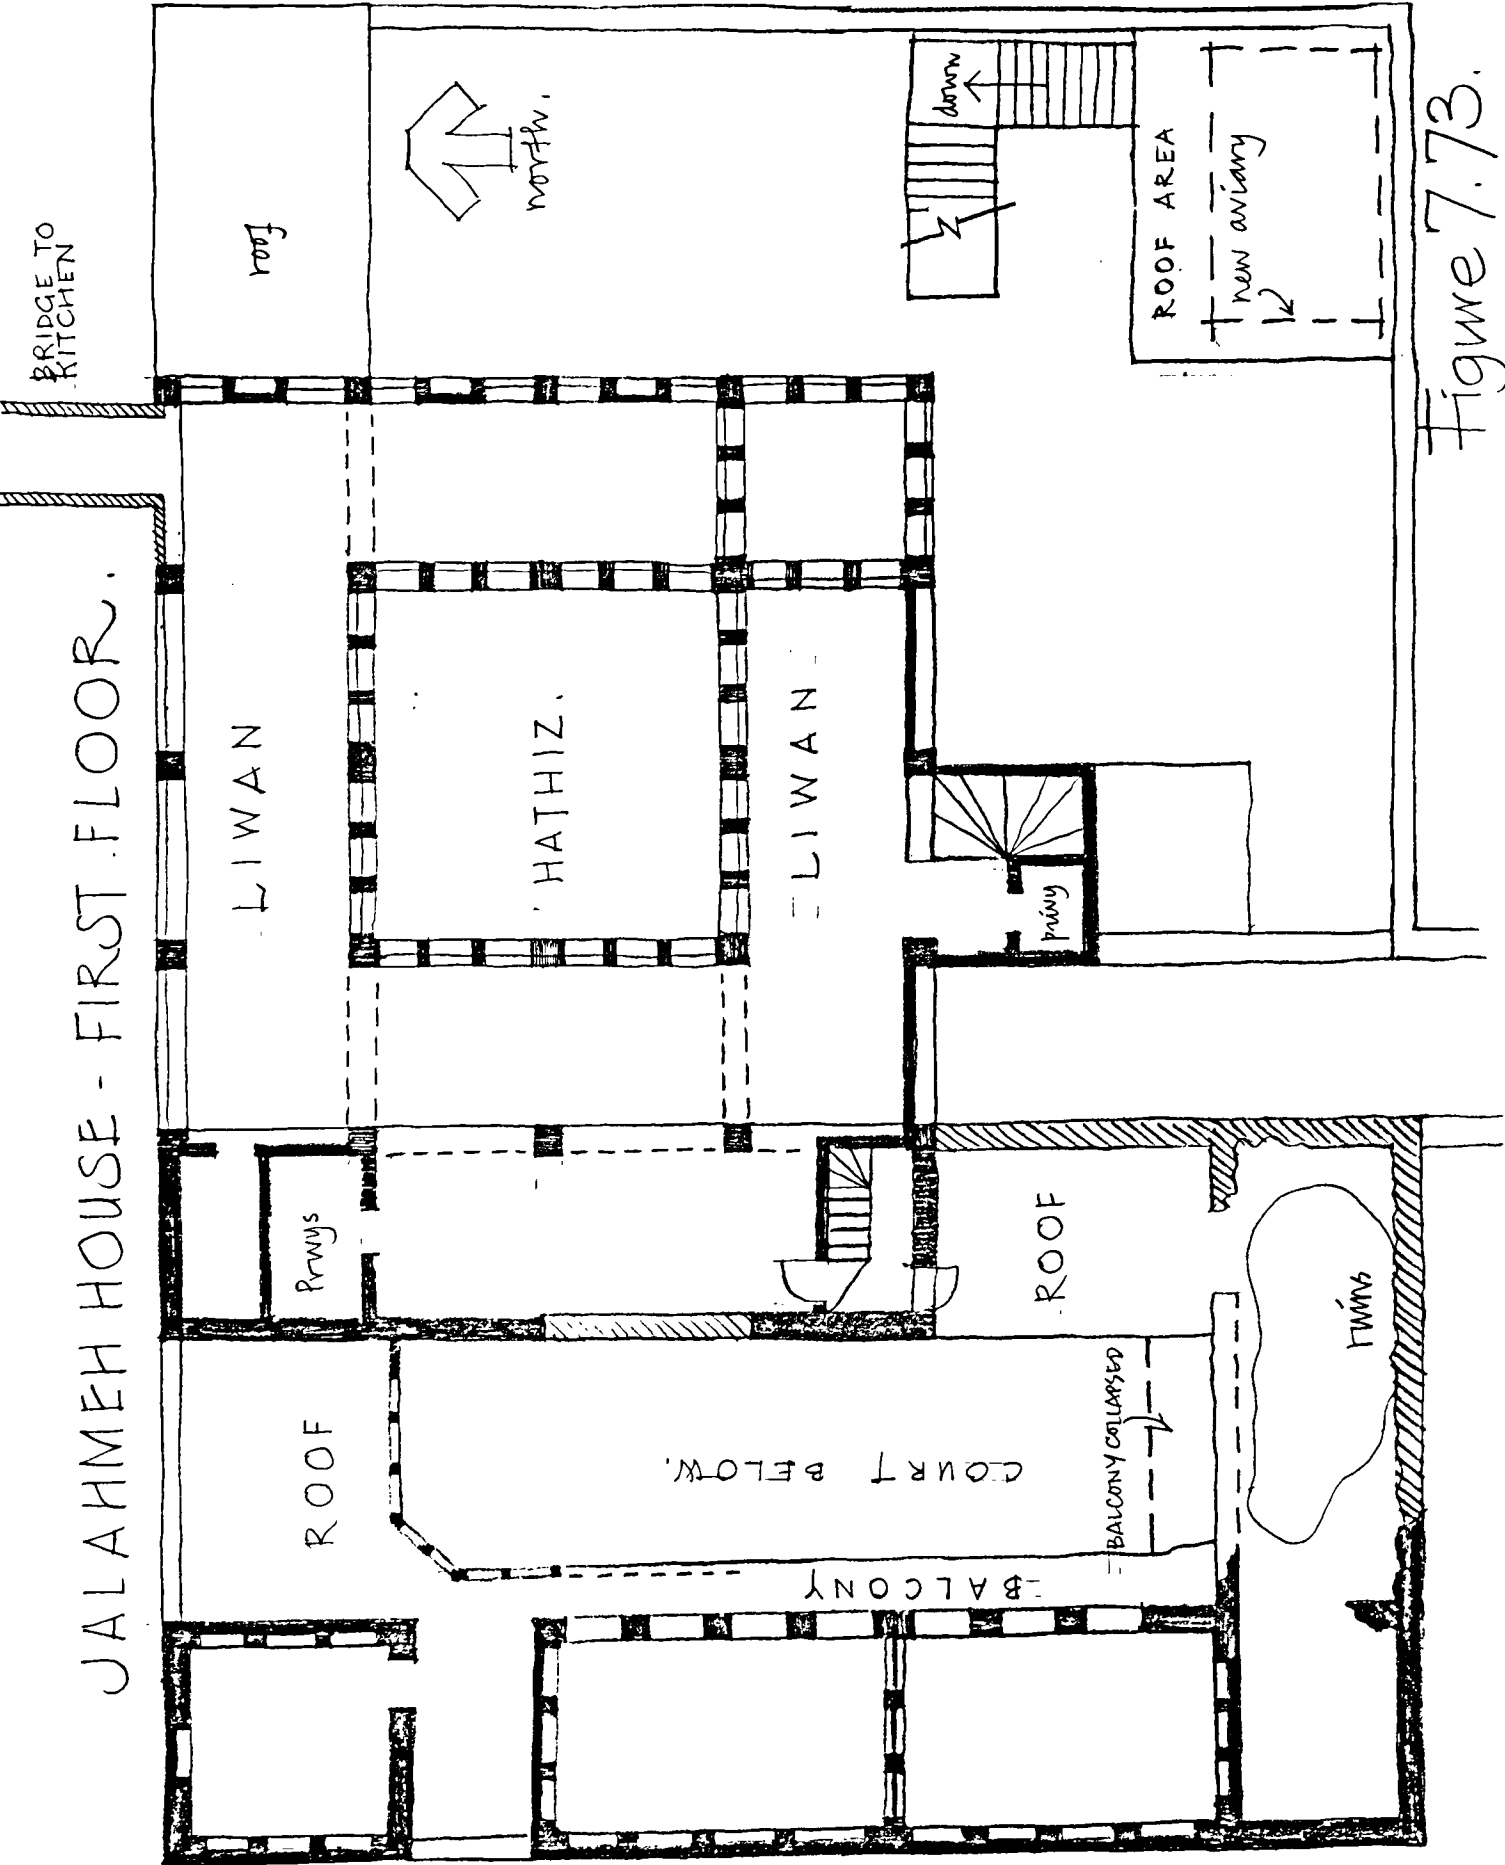 JALAHMEH HOUSE - FIRST FLOOR.
BRIDGE TO
KITCHEN
roof
north.
down
ROOF AREA
new aviary
LIWAN
HATHIZ.
LIWAN
privy
Privys
ROOF
ruins
ROOF
COURT BELOW.
BALCONY COLLAPSED
BALCONY
Figure 7.73.